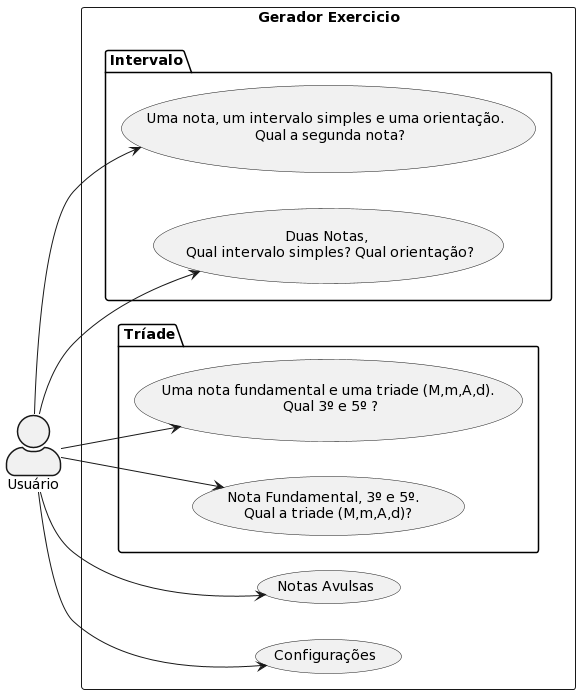 Gerador Exercicio
Intervalo
Uma nota, um intervalo simples e uma orientação.
Qual a segunda nota?
Duas Notas,
Qual intervalo simples? Qual orientação?
Tríade
Uma nota fundamental e uma triade (M,m,A,d).
Qual 3º e 5º ?
Usuário
Nota Fundamental, 3º e 5º.
Qual a triade (M,m,A,d)?
Notas Avulsas
Configurações